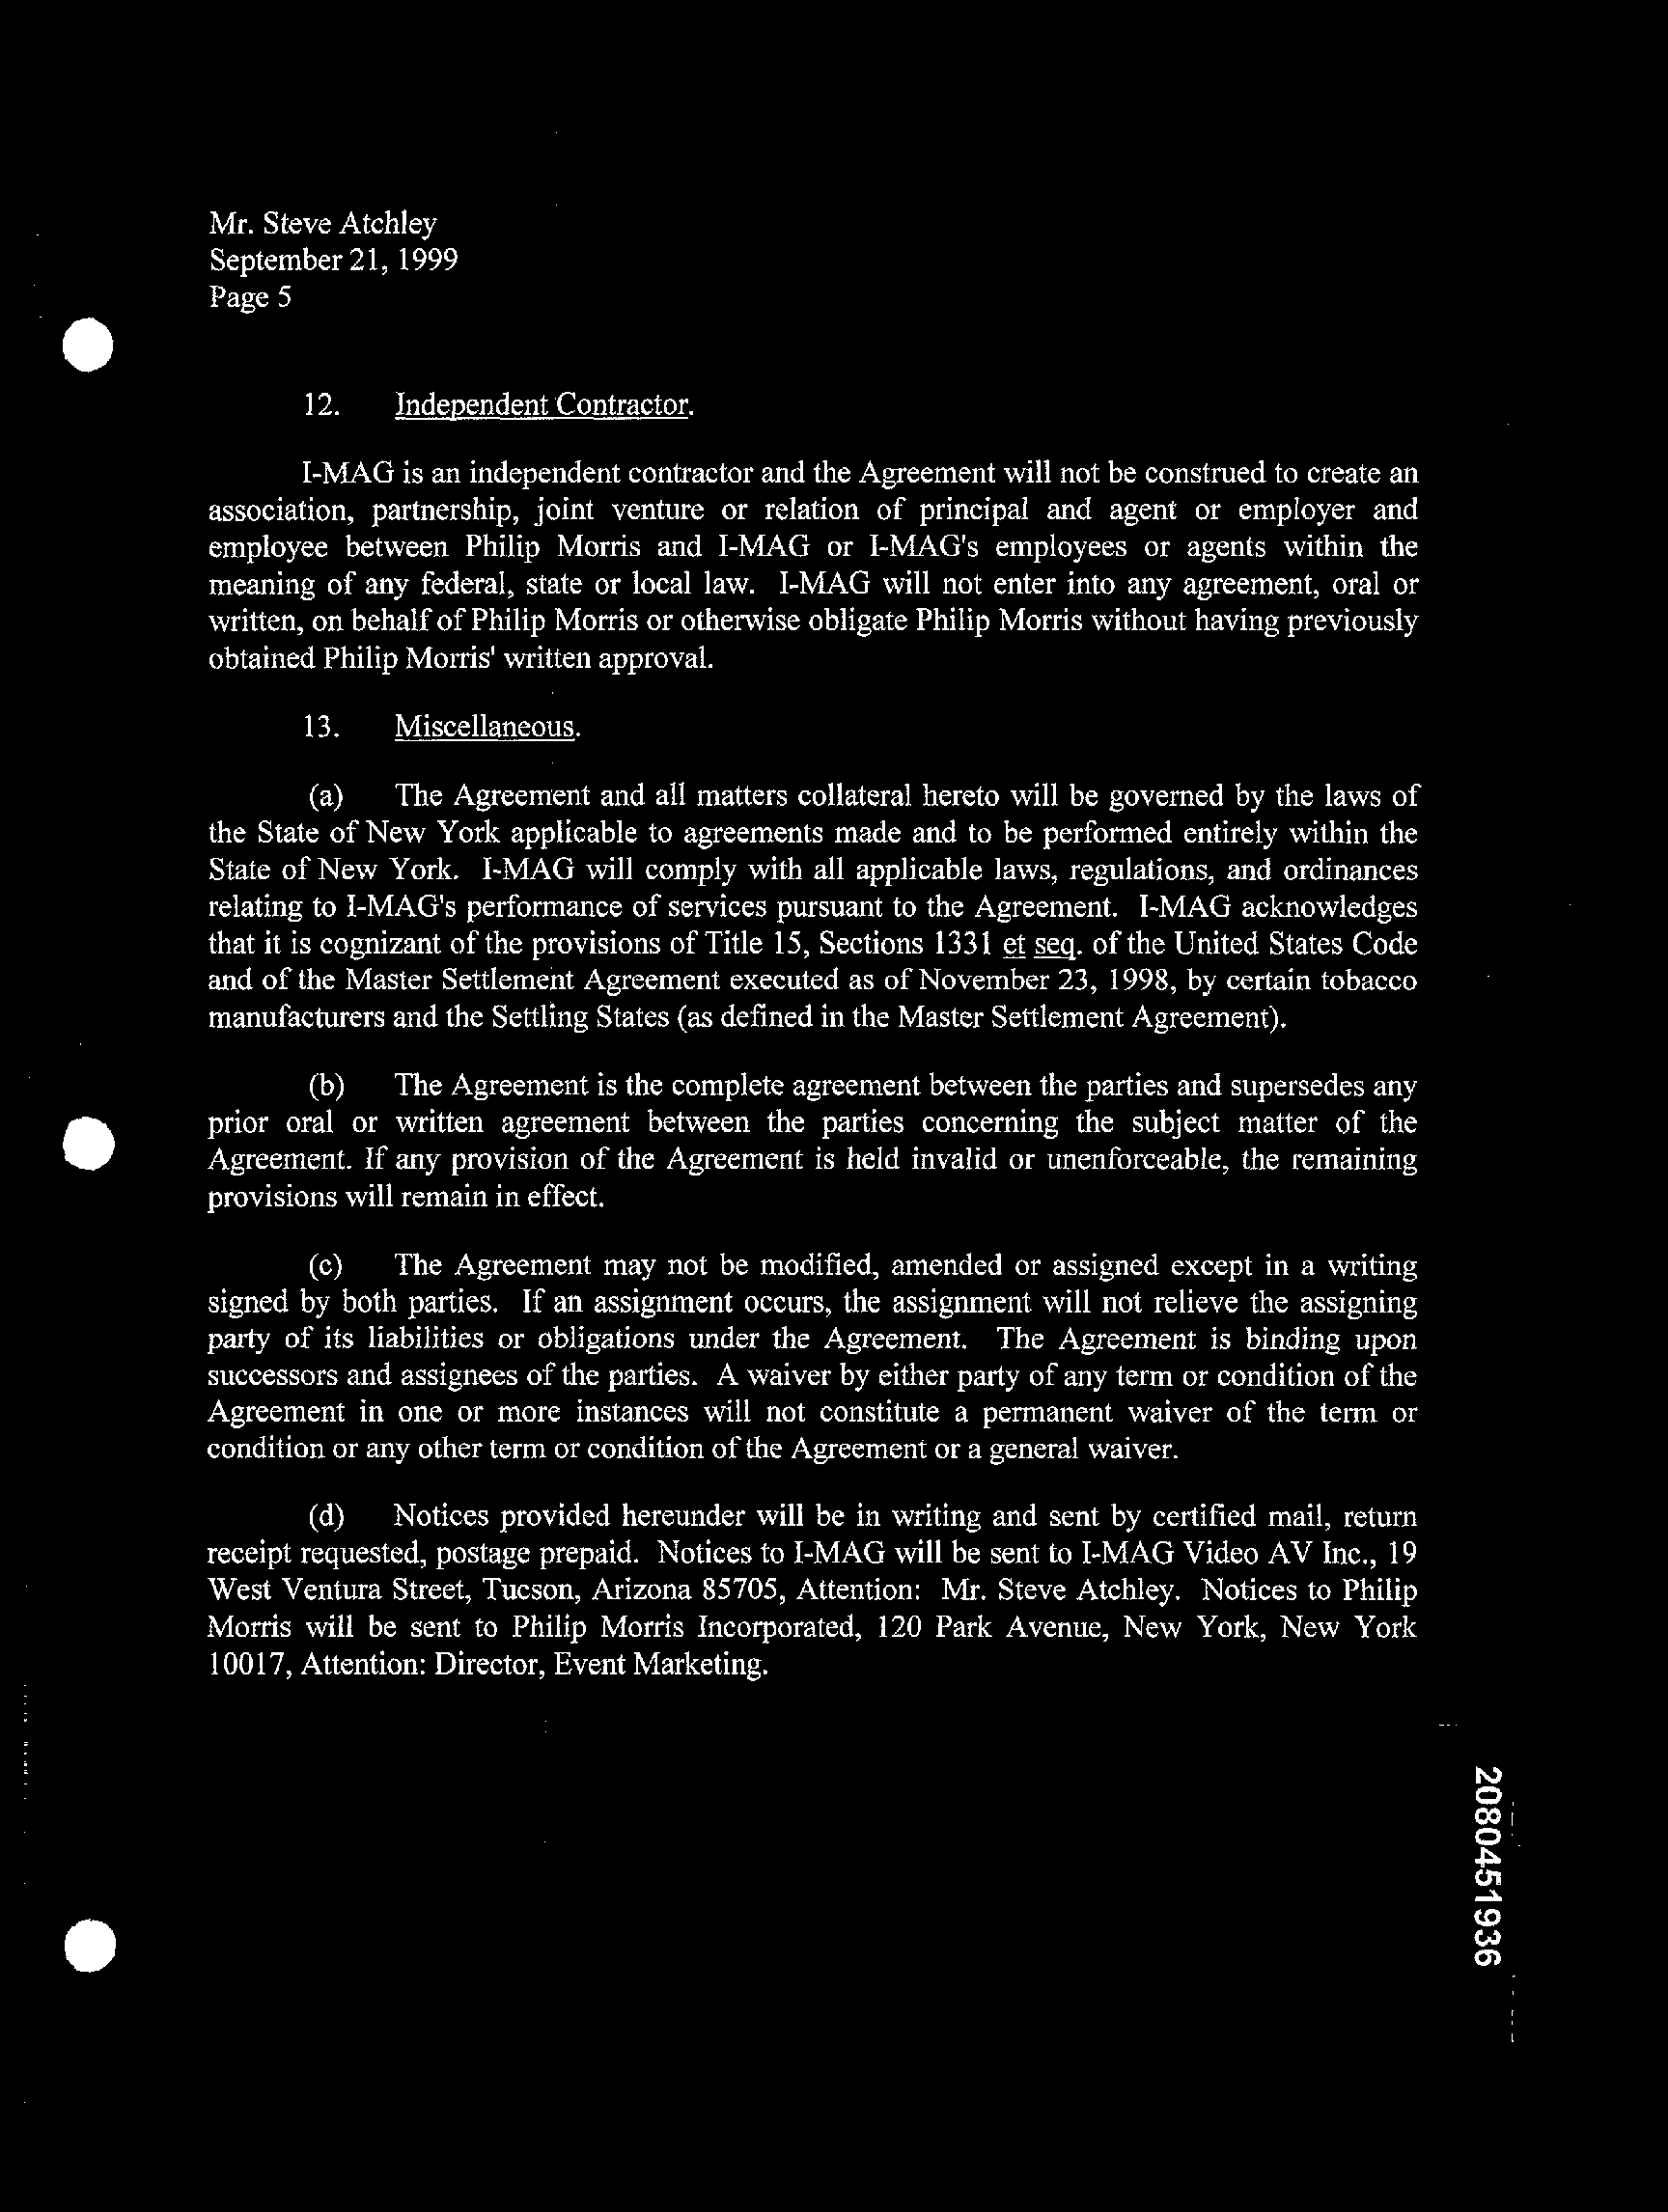 Mr. Steve Atchley
September 21, 1999
Page 5
12. Independent Contractor.
I-MAG is an independent contractor and the Agreement will not be construed to create an
association, partnership, joint venture or relation of principal and agent or employer and
employee between Philip Morris and I-MAG or I-MAG's employees or agents within the
meaning of any federal, state or local law. I-MAG will not enter into any agreement, oral or
written, on behalf of Philip Morris or otherwise obligate Philip Morris without having previously
obtained Philip Morris' written approval.
13. Miscellaneous.
(a) The Agreement and all matters collateral hereto will be governed by the laws of
the State of New York applicable to agreements made and to be performed entirely within the
State of New York. I-MAG will comply with all applicable laws, regulations, and ordinances
relating to I-MAG's performance of services pursuant to the Agreement. I-MAG acknowledges
that it is cognizant of the provisions of Title 15, Sections 1331 et seq. of the United States Code
and of the Master Settlement Agreement executed as of November 23, 1998, by certain tobacco
manufacturers and the Settling States (as defined in the Master Settlement Agreement).
(b) The Agreement is the complete agreement between the parties and supersedes any
prior oral or written agreement between the parties concerning the subject matter of the
Agreement. If any provision of the Agreement is held invalid or unenforceable, the remaining
provisions will remain in effect.
(c) The Agreement may not be modified, amended or assigned except in a writing
signed by both parties. If an assignment occurs, the assignment will not relieve the assigning
party of its liabilities or obligations under the Agreement. The Agreement is binding upon
successors and assignees of the parties. A waiver by either party of any term or condition of the
Agreement in one or more instances will not constitute a permanent waiver of the term or
condition or any other term or condition of the Agreement or a general waiver.
(d) Notices provided hereunder will be in writing and sent by certified mail, return
receipt requested, postage prepaid. Notices to I-MAG will be sent to I-MAG Video AV Inc., 19
West Ventura Street, Tucson, Arizona 85705, Attention: Mr. Steve Atchley. Notices to Philip
Morris will be sent to Philip Morris Incorporated, 120 Park Avenue, New York, New York
10017, Attention: Director, Event Marketing.
2080451936